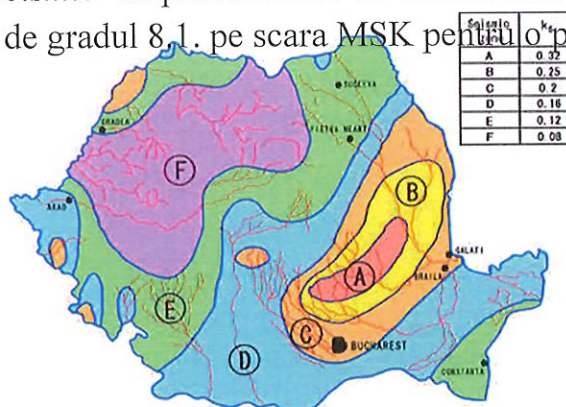 de gradul 8,1. pe scara MSK pentru o p
Seismic
zone
A 0.32
B 0.25
C 0.2
D 0.16
E 0.12
F 0.08
SUCEAVA
ORADEA
PIATRA NEAMT
F
B
ARAD
GALATI
A
BRAILA
E
C
BUCHAREST
D
CONSTANTA